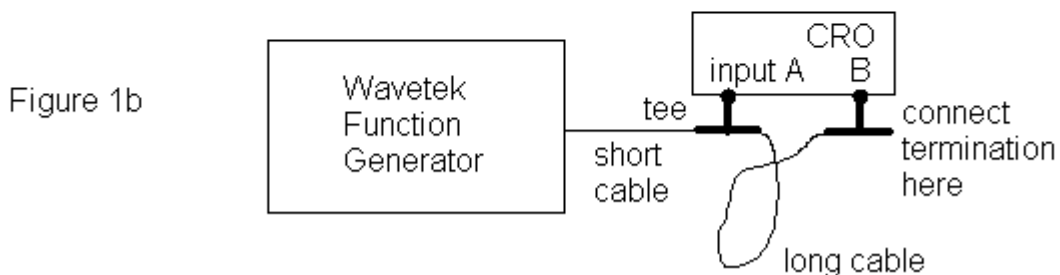 Figure 1b
Wavetek
Function
Generator
short
cable
tee
CRO
input A B
connect
termination
here
long cable